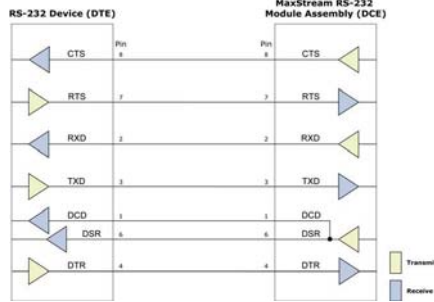 RS-232 Device (DTE)
MaxStream RS-232
Module Assembly (DCE)
Pin
Pin
CTS 8 8 CTS
RTS 7 7 RTS
RXD 2 2 RXD
TXD 3 3 TXD
DCD 1 1 DCD
DSR 6 6 DSR
DTR 4 4 DTR
Receive